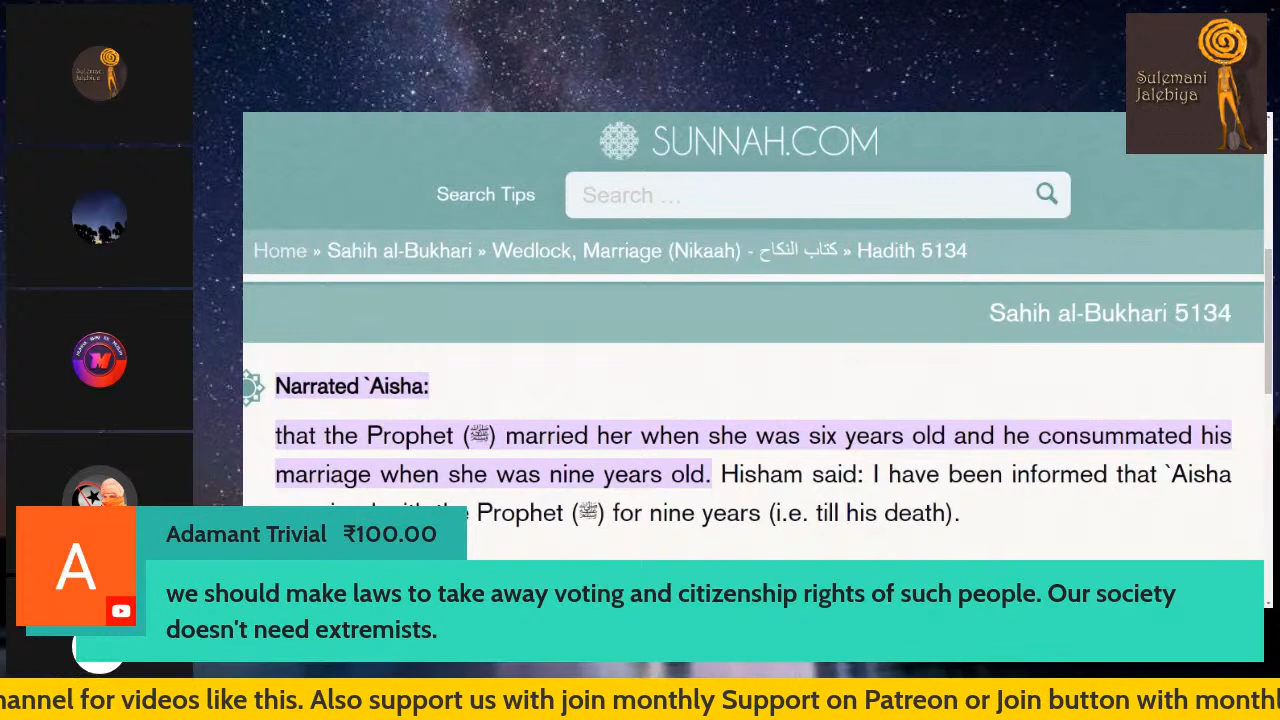 Sulemani
Jalebiya
SUNNAH.COM
Search Tips
Search ...
Home » Sahih al-Bukhari » Wedlock, Marriage (Nikaah) - كتاب النكاح » Hadith 5134
Sahih al-Bukhari 5134
Narrated `Aisha:
that the Prophet (ﷺ) married her when she was six years old and he consummated his
marriage when she was nine years old. Hisham said: I have been informed that `Aisha
Prophet (ﷺ) for nine years (i.e. till his death).
A
Adamant Trivial ₹100.00
we should make laws to take away voting and citizenship rights of such people. Our society
doesn't need extremists.
hannel for videos like this. Also support us with join monthly Support on Patreon or Join button with month